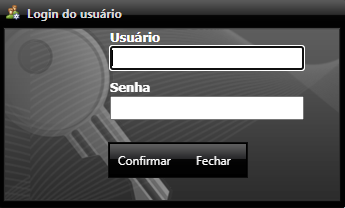 Login do usuário
Usuário
Senha
Confirmar Fechar